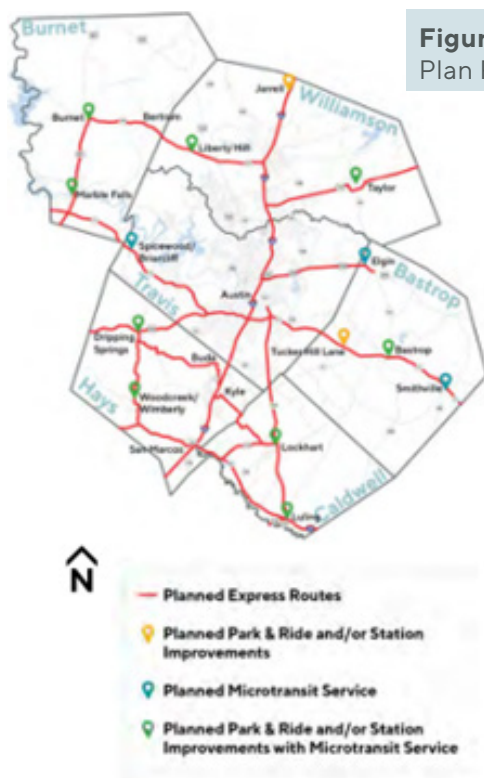 Burnet
Figur
Plan
Jarrell
Williamson
Burnet
Bertram
Liberty Hill
Taylor
Marble Falls
Spicewood/
Briarcliff
Elgin
Bastrop
Travis
Austin
Dripping
Springs
Tucker Hill Lane
Bastrop
Buda
Smithville
Hays
Woodcreek/
Wimberly
Kyle
San Marcos
Lockhart
Luling
Caldwell
N
Planned Express Routes
Planned Park & Ride and/or Station
Improvements
Planned Microtransit Service
Planned Park & Ride and/or Station
Improvements with Microtransit Service